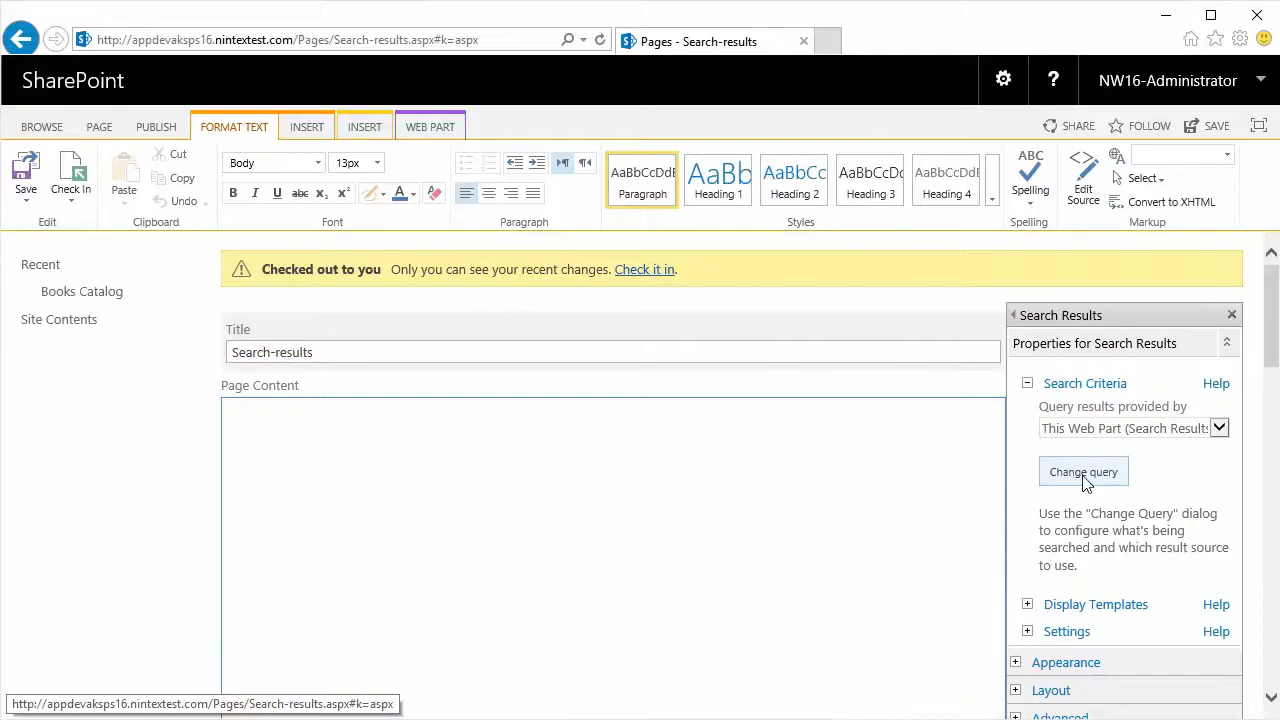 http://appdevaksps16.nintextest.com/Pages/Search-results.aspx#k=aspx
Pages - Search-results
SharePoint
?
NW16-Administrator
BROWSE
PAGE
PUBLISH
FORMAT TEXT
INSERT
INSERT
WEB PART
SHARE
FOLLOW
SAVE
Save
Check In
Paste
Cut
Copy
Undo
Body
13px
B I U abc x₂ x²
A
AaBbCcDdE
Paragraph
AaBb
Heading 1
AaBbCc
Heading 2
AaBbCcDc
Heading 3
AaBbCcDdE
Heading 4
ABC
Spelling
Edit
Source
Select
Convert to XHTML
Edit
Clipboard
Font
Paragraph
Styles
Spelling
Markup
Recent
Books Catalog
Site Contents
Checked out to you Only you can see your recent changes. Check it in.
Title
Search-results
Page Content
Search Results
Properties for Search Results
Search Criteria
Help
Query results provided by
This Web Part (Search Results
Change query
Use the "Change Query" dialog
to configure what's being
searched and which result source
to use.
Display Templates
Help
Settings
Help
Appearance
Layout
Advanced
http://appdevaksps16.nintextest.com/Pages/Search-results.aspx#k=aspx